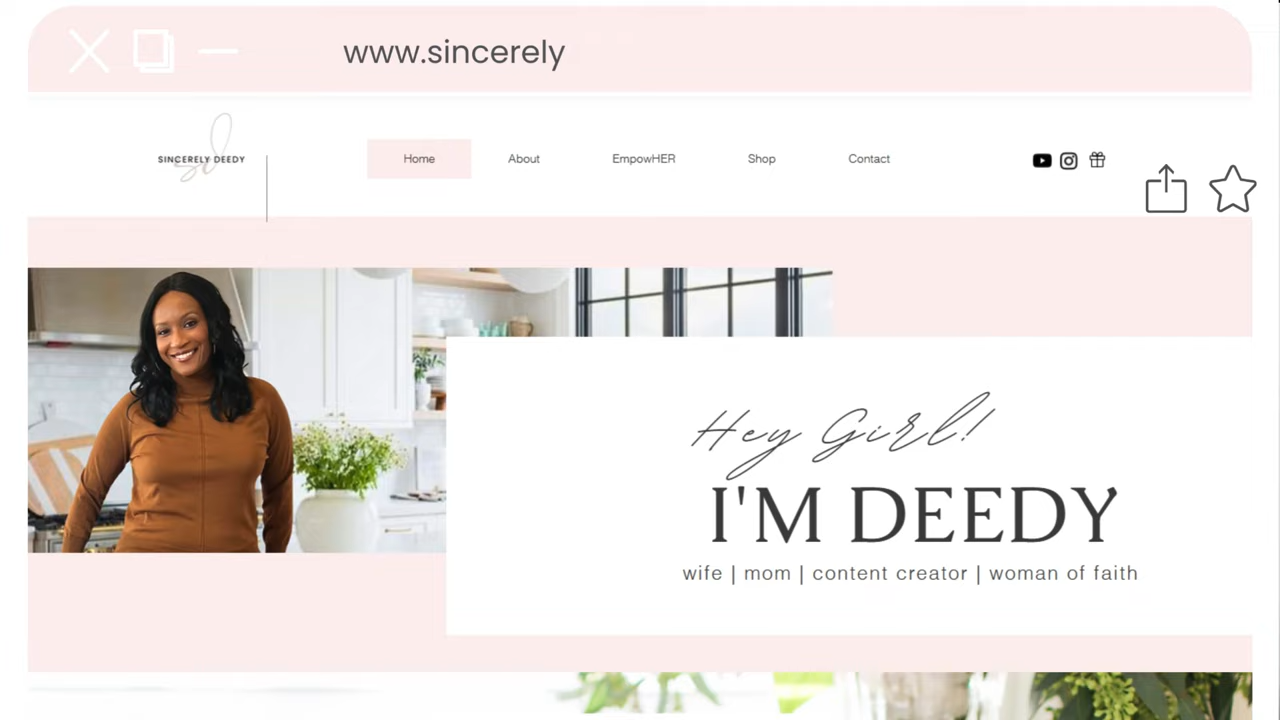 www.sincerely
SINCERELY DEEDY
sd
Home About EmpowHER Shop Contact
Hey Girl!
I'M DEEDY
wife | mom | content creator | woman of faith